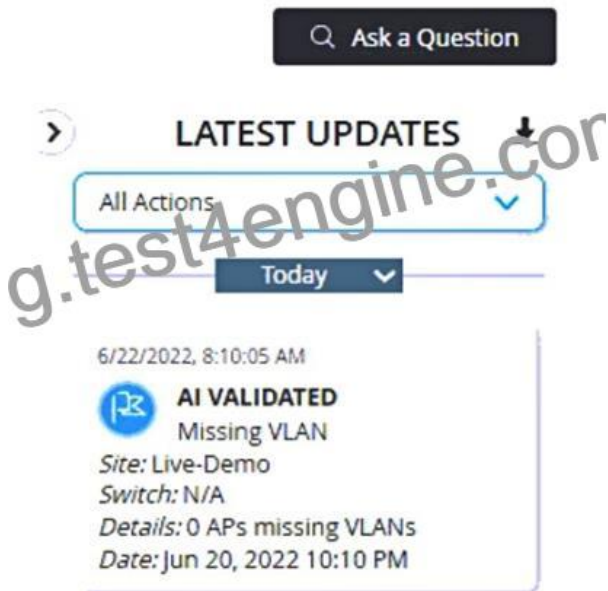 Ask a Question
LATEST UPDATES
All Actions
Today
6/22/2022, 8:10:05 AM
AI VALIDATED
Missing VLAN
Site: Live-Demo
Switch: N/A
Details: 0 APs missing VLANs
Date: Jun 20, 2022 10:10 PM
g.test4engine.com